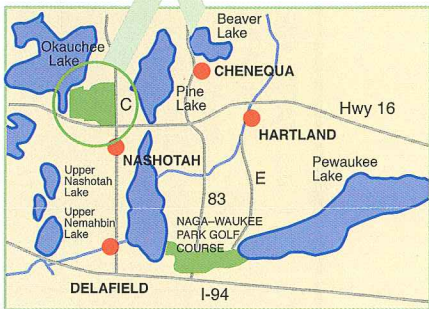 Beaver
Lake
Okauchee
Lake
CHENEQUA
Pine
Lake
C
Hwy 16
HARTLAND
NASHOTAH
Pewaukee
Lake
Upper
Nashotah
Lake
E
83
Upper
Nemahbin
Lake
NAGA–WAUKEE
PARK GOLF
COURSE
DELAFIELD
I-94